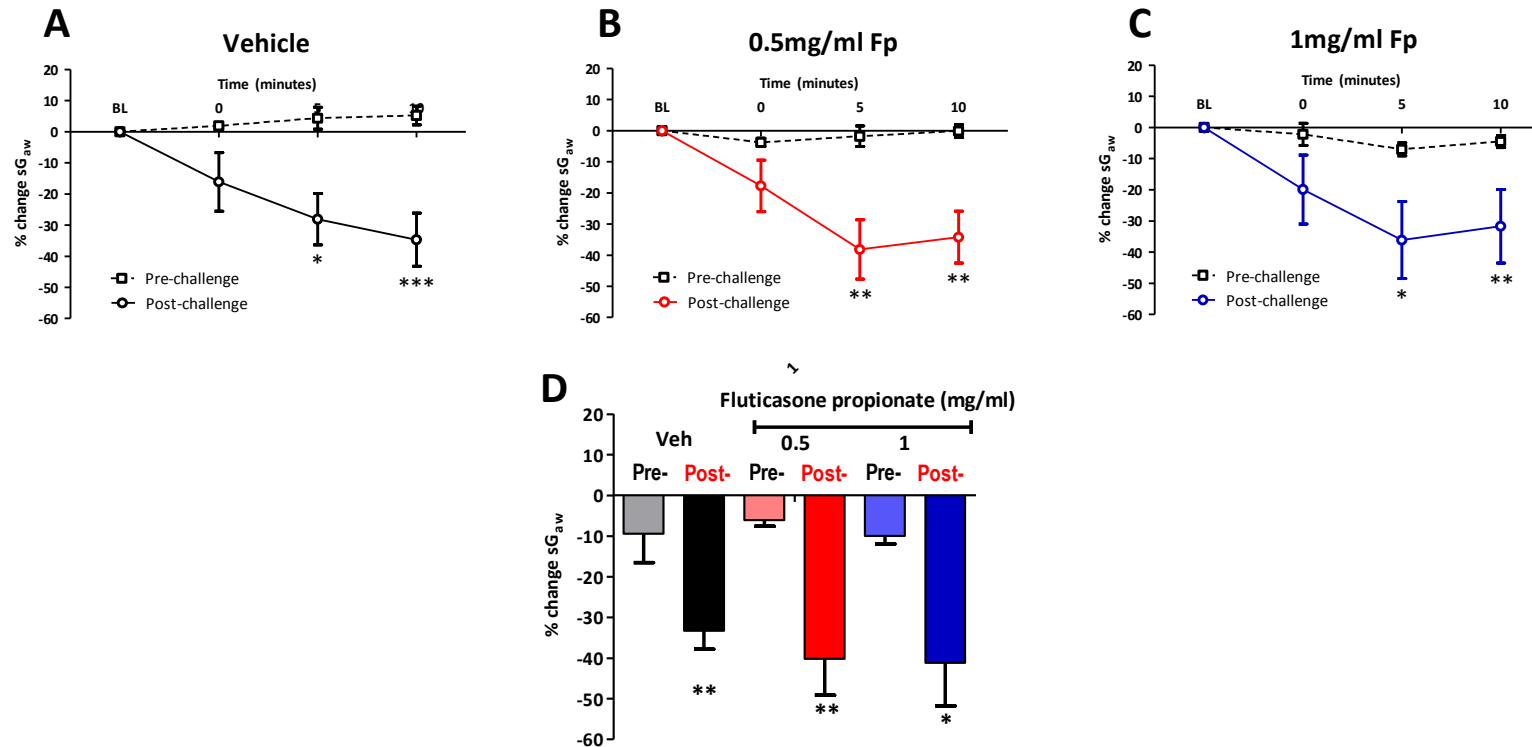 A
Vehicle
20
10
0
-10
-20
-30
-40
-50
-60
% change sGaw
Time (minutes)
BL 0 5 10
Pre-challenge
Post-challenge
*
***
B
0.5mg/ml Fp
20
10
0
-10
-20
-30
-40
-50
-60
% change sGaw
Time (minutes)
BL 0 5 10
Pre-challenge
Post-challenge
**
**
C
1mg/ml Fp
20
10
0
-10
-20
-30
-40
-50
-60
% change sGaw
Time (minutes)
BL 0 5 10
Pre-challenge
Post-challenge
*
**
D
1
Fluticasone propionate (mg/ml)
Veh 0.5 1
Pre- Post- Pre- Post- Pre- Post-
20
10
0
-10
-20
-30
-40
-50
-60
% change sGaw
**
**
*